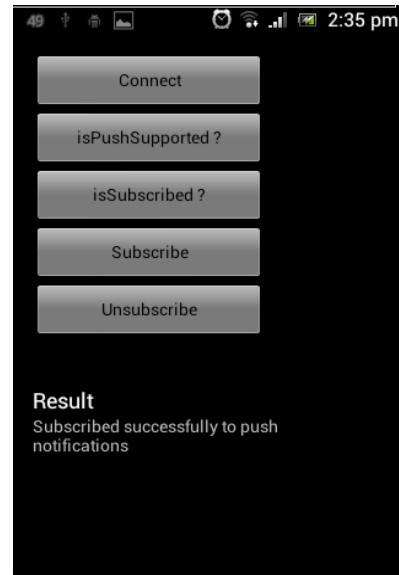 49 2:35 pm
Connect
isPushSupported ?
isSubscribed ?
Subscribe
Unsubscribe
Result
Subscribed successfully to push
notifications